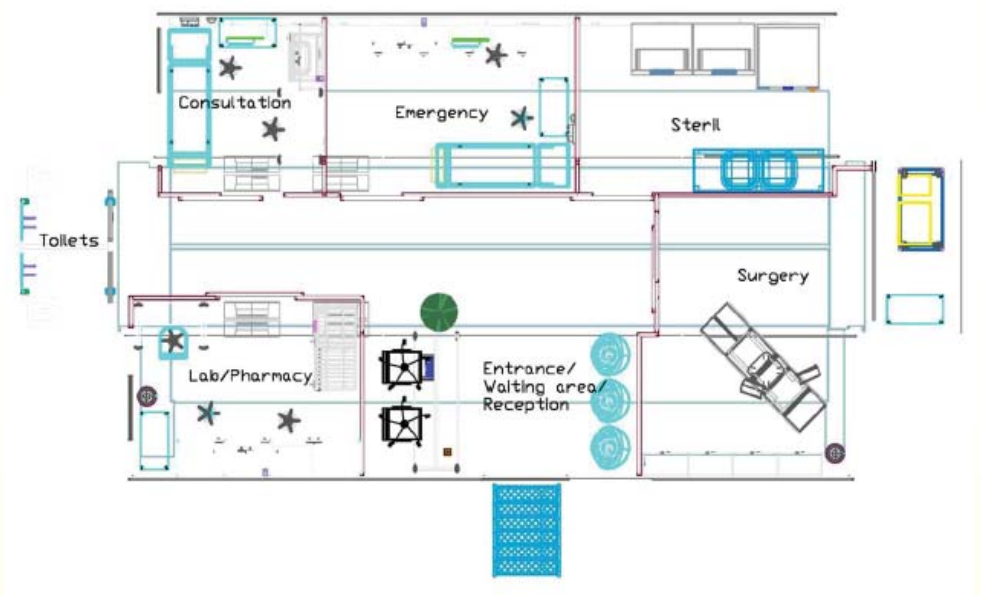 Consultation
Emergency
Steril
Toilets
Surgery
Lab/Pharmacy
Entrance/
Waiting area/
Reception